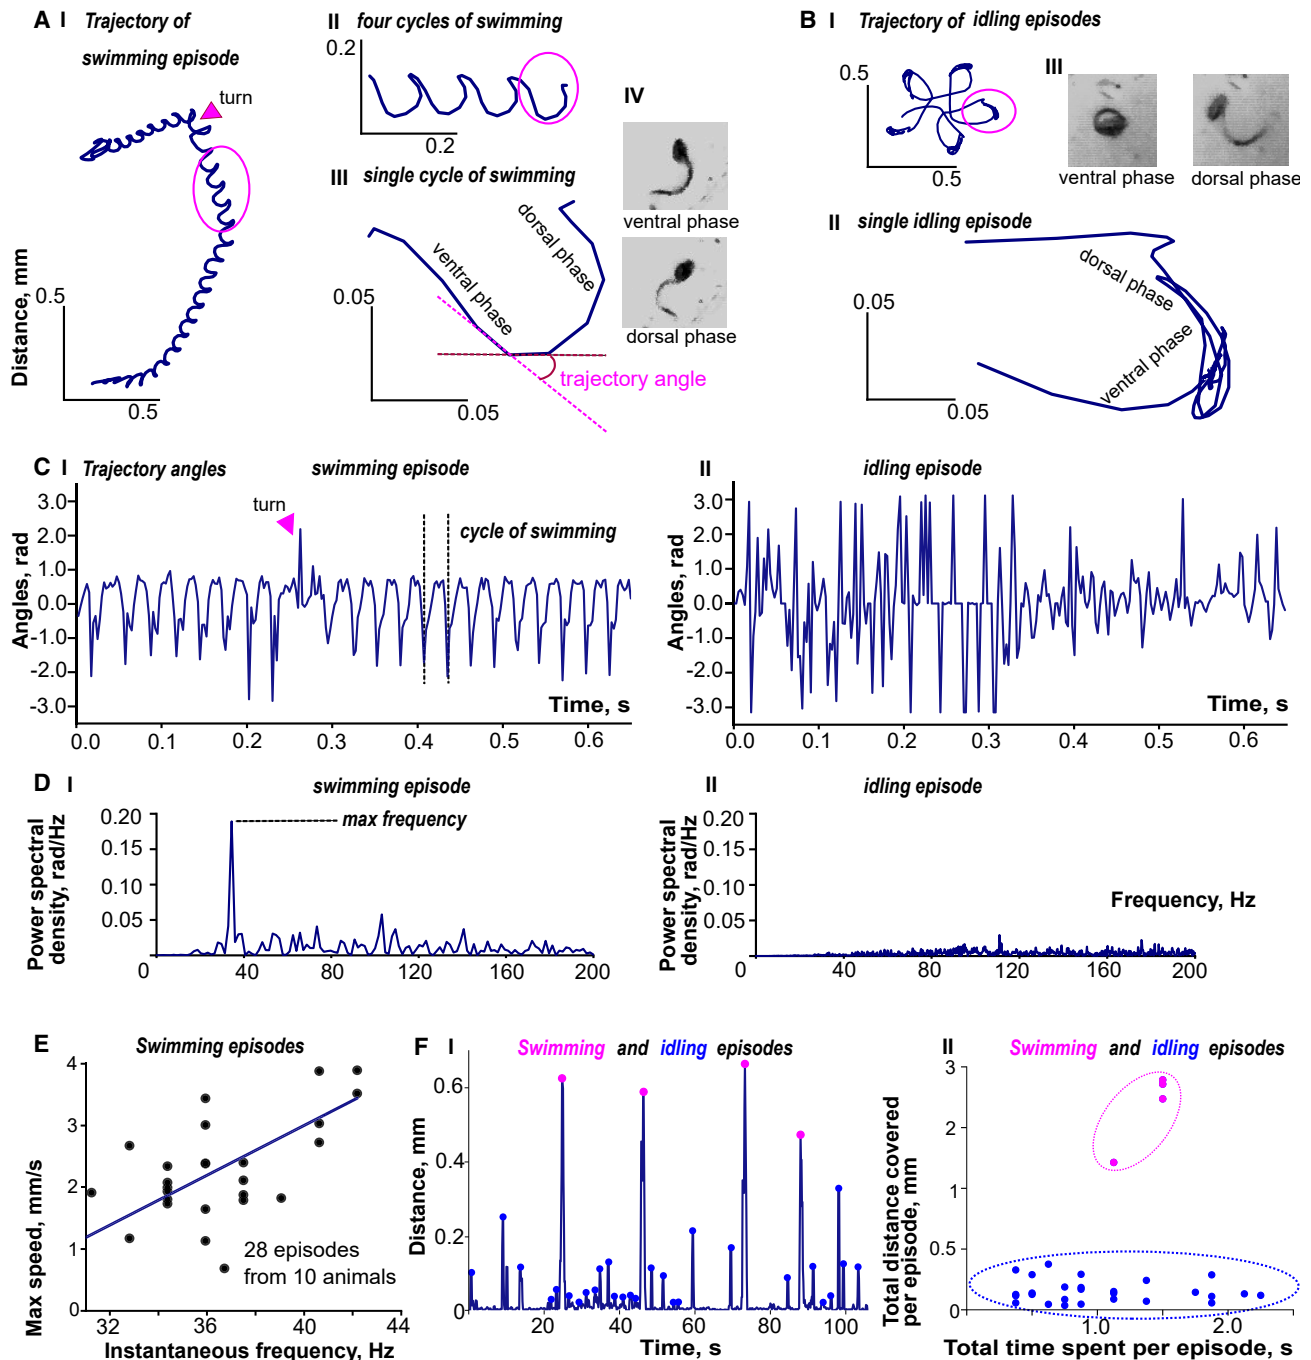 A I Trajectory of
swimming episode
turn
Distance, mm
0.5
0.5
II four cycles of swimming
0.2
0.2
III single cycle of swimming
ventral phase
dorsal phase
0.05
0.05
trajectory angle
IV
ventral phase
dorsal phase
B I Trajectory of idling episodes
0.5
0.5
III
ventral phase
dorsal phase
II single idling episode
0.05
0.05
dorsal phase
ventral phase
C I Trajectory angles swimming episode
turn
cycle of swimming
Angles, rad
3.0
2.0
1.0
0.0
-1.0
-2.0
-3.0
Time, s
0.0 0.1 0.2 0.3 0.4 0.5 0.6
II idling episode
Angles, rad
3.0
2.0
1.0
0.0
-1.0
-2.0
-3.0
Time, s
0.0 0.1 0.2 0.3 0.4 0.5 0.6
D I swimming episode
max frequency
Power spectral
density, rad/Hz
0.20
0.15
0.10
0.05
0 40 80 120 160 200
II idling episode
Power spectral
density, rad/Hz
0.20
0.15
0.10
0.05
Frequency, Hz
0 40 80 120 160 200
E Swimming episodes
Max speed, mm/s
4
3
2
1
0
28 episodes
from 10 animals
32 36 40 44
Instantaneous frequency, Hz
F I Swimming and idling episodes
Distance, mm
0.6
0.4
0.2
0
20 40 60 80 100
Time, s
II Swimming and idling episodes
Total distance covered
per episode, mm
3
2
1
0.5
0
1.0 2.0
Total time spent per episode, s